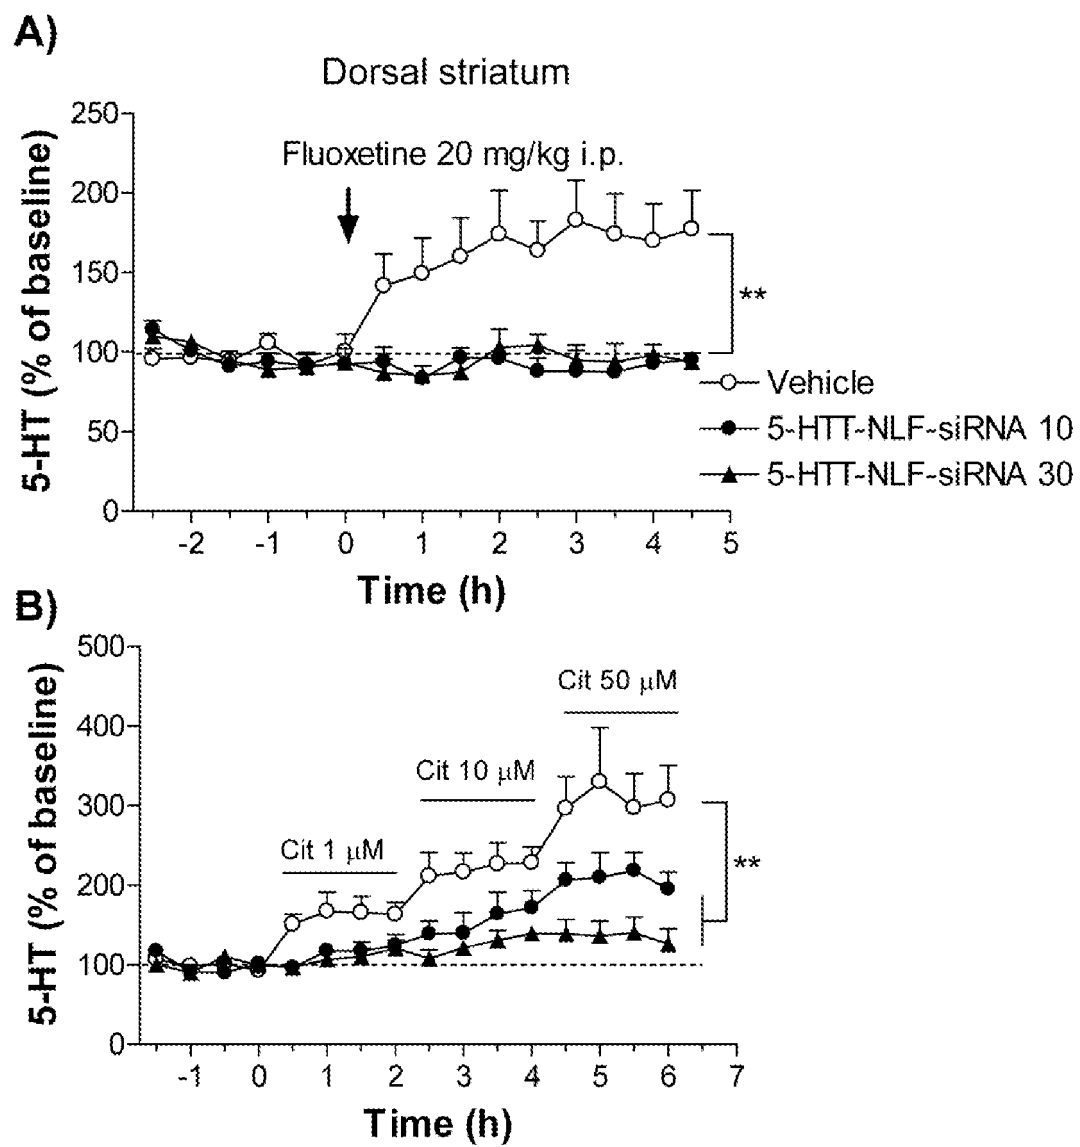 A)
Dorsal striatum
Fluoxetine 20 mg/kg i.p.
5-HT (% of baseline)
250
200
150
100
50
0
**
Vehicle
5-HTT-NLF-siRNA 10
5-HTT-NLF-siRNA 30
-2 -1 0 1 2 3 4 5
Time (h)
B)
5-HT (% of baseline)
500
400
300
200
100
0
Cit 50 µM
Cit 10 µM
Cit 1 µM
**
-1 0 1 2 3 4 5 6 7
Time (h)